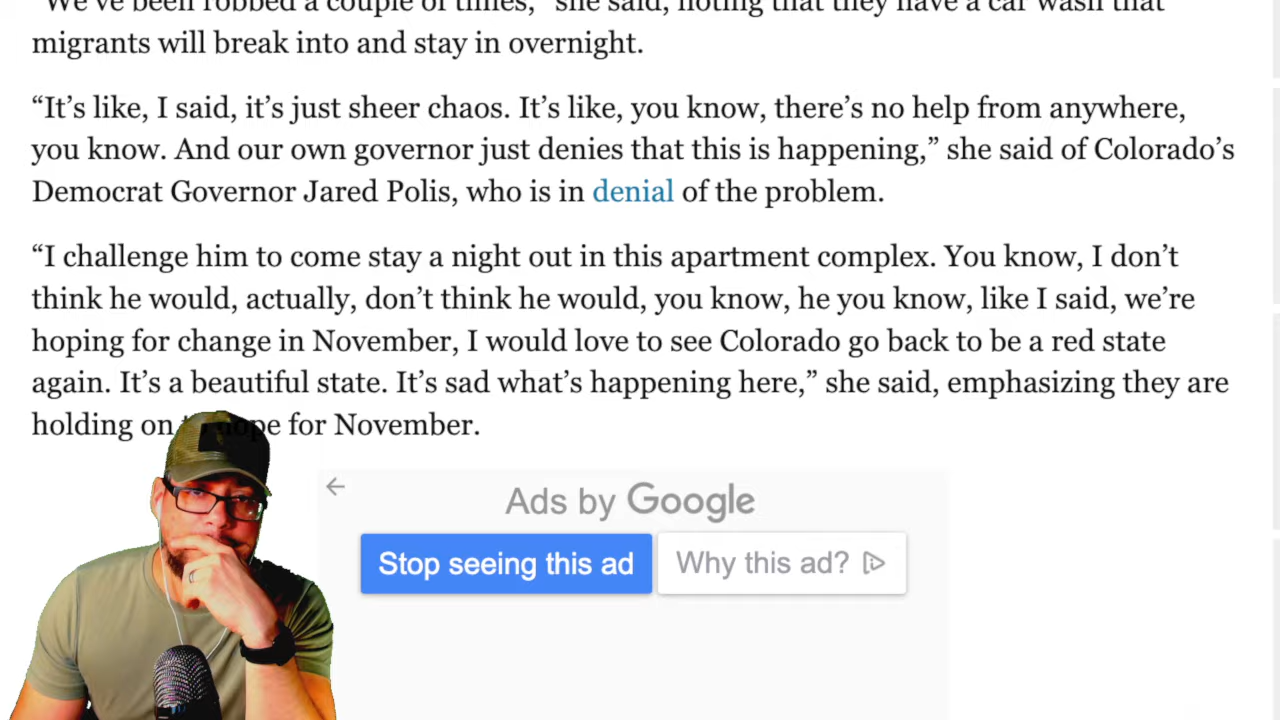 "We've been robbed a couple of times," she said, noting that they have a car wash that
migrants will break into and stay in overnight.
“It’s like, I said, it’s just sheer chaos. It’s like, you know, there’s no help from anywhere,
you know. And our own governor just denies that this is happening,” she said of Colorado’s
Democrat Governor Jared Polis, who is in denial of the problem.
“I challenge him to come stay a night out in this apartment complex. You know, I don’t
think he would, actually, don’t think he would, you know, he you know, like I said, we’re
hoping for change in November, I would love to see Colorado go back to be a red state
again. It’s a beautiful state. It’s sad what’s happening here,” she said, emphasizing they are
holding on to hope for November.
Ads by Google
Stop seeing this ad
Why this ad?